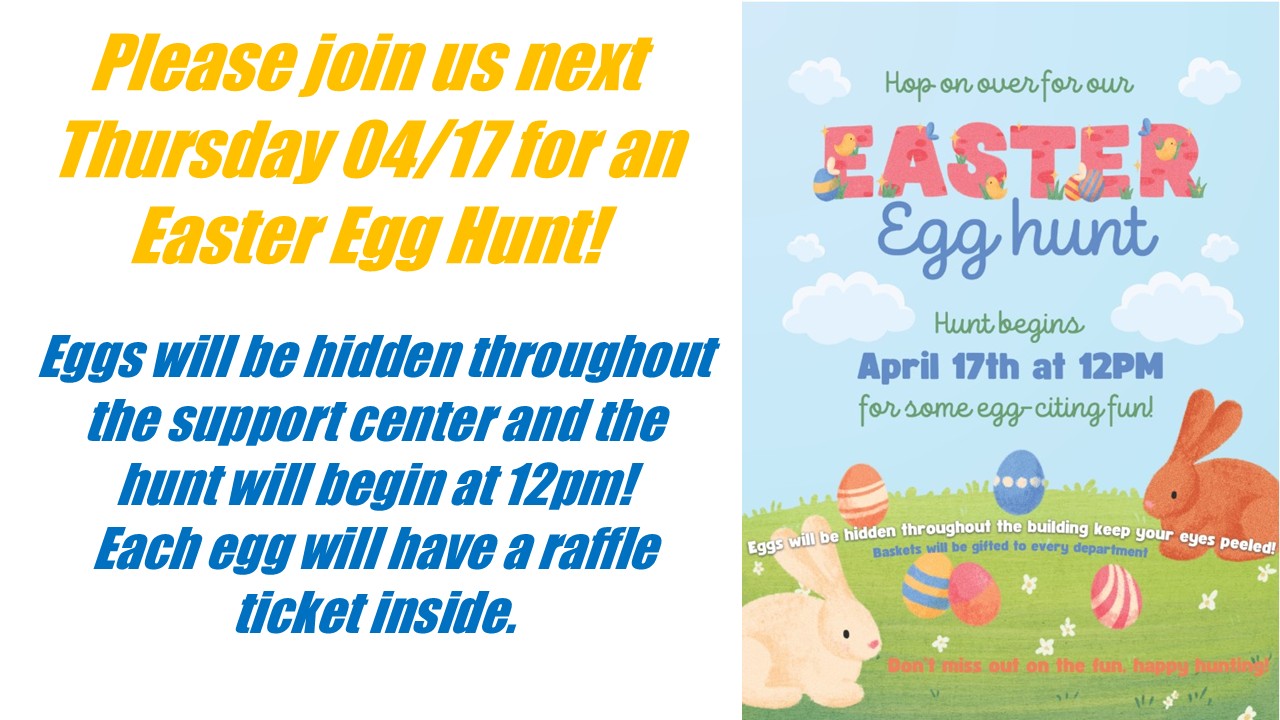 Please join us next
Thursday 04/17 for an
Easter Egg Hunt!
Eggs will be hidden throughout
the support center and the
hunt will begin at 12pm!
Each egg will have a raffle
ticket inside.
Hop on over for our
EASTER
Egg hunt
Hunt begins
April 17th at 12PM
for some egg-citing fun!
Eggs will be hidden throughout the building keep your eyes peeled!
Baskets will be gifted to every department
Don't miss out on the fun, happy hunting!